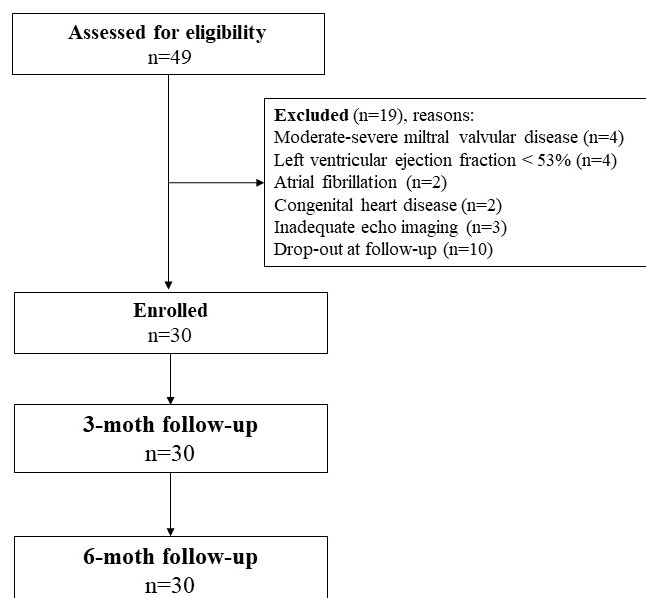 Assessed for eligibility
n=49
Excluded (n=19), reasons:
Moderate-severe miltral valvular disease (n=4)
Left ventricular ejection fraction < 53% (n=4)
Atrial fibrillation (n=2)
Congenital heart disease (n=2)
Inadequate echo imaging (n=3)
Drop-out at follow-up (n=10)
Enrolled
n=30
3-moth follow-up
n=30
6-moth follow-up
n=30